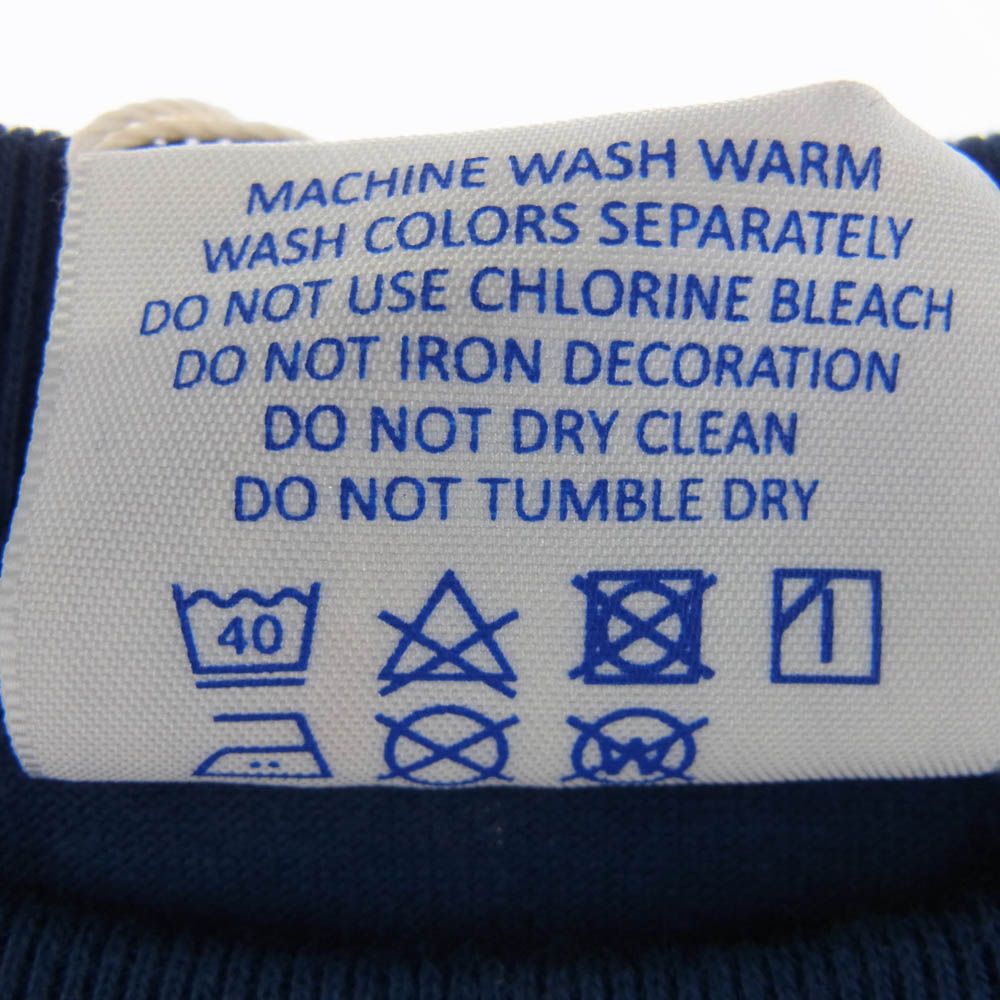 MACHINE WASH WARM
WASH COLORS SEPARATELY
DO NOT USE CHLORINE BLEACH
DO NOT IRON DECORATION
DO NOT DRY CLEAN
DO NOT TUMBLE DRY
40
W